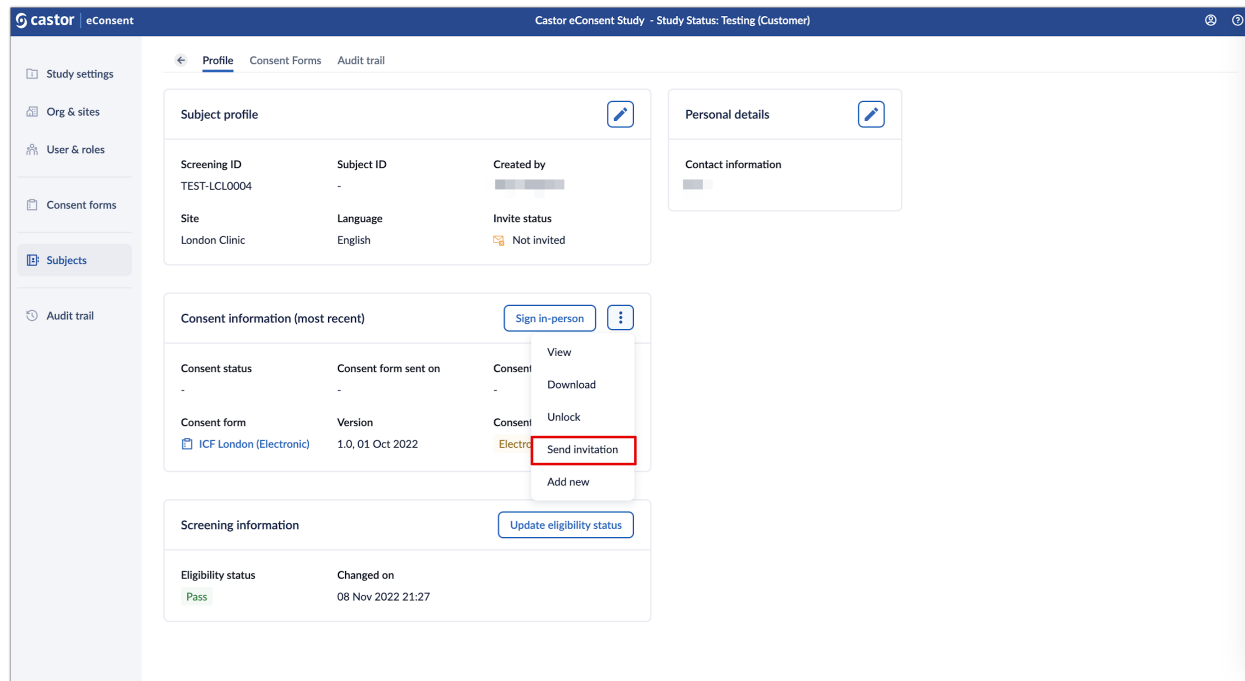 castor eConsent
Castor eConsent Study - Study Status: Testing (Customer)
Study settings
Org & sites
User & roles
Consent forms
Subjects
Audit trail
Profile Consent Forms Audit trail
Subject profile
Screening ID Subject ID Created by
TEST-LCL0004 -
Site Language Invite status
London Clinic English Not invited
Personal details
Contact information
Consent information (most recent) Sign in-person
Consent status Consent form sent on Consent
- - -
Consent form Version Consent
ICF London (Electronic) 1.0, 01 Oct 2022 Electro
View
Download
Unlock
Send invitation
Add new
Screening information Update eligibility status
Eligibility status Changed on
Pass 08 Nov 2022 21:27